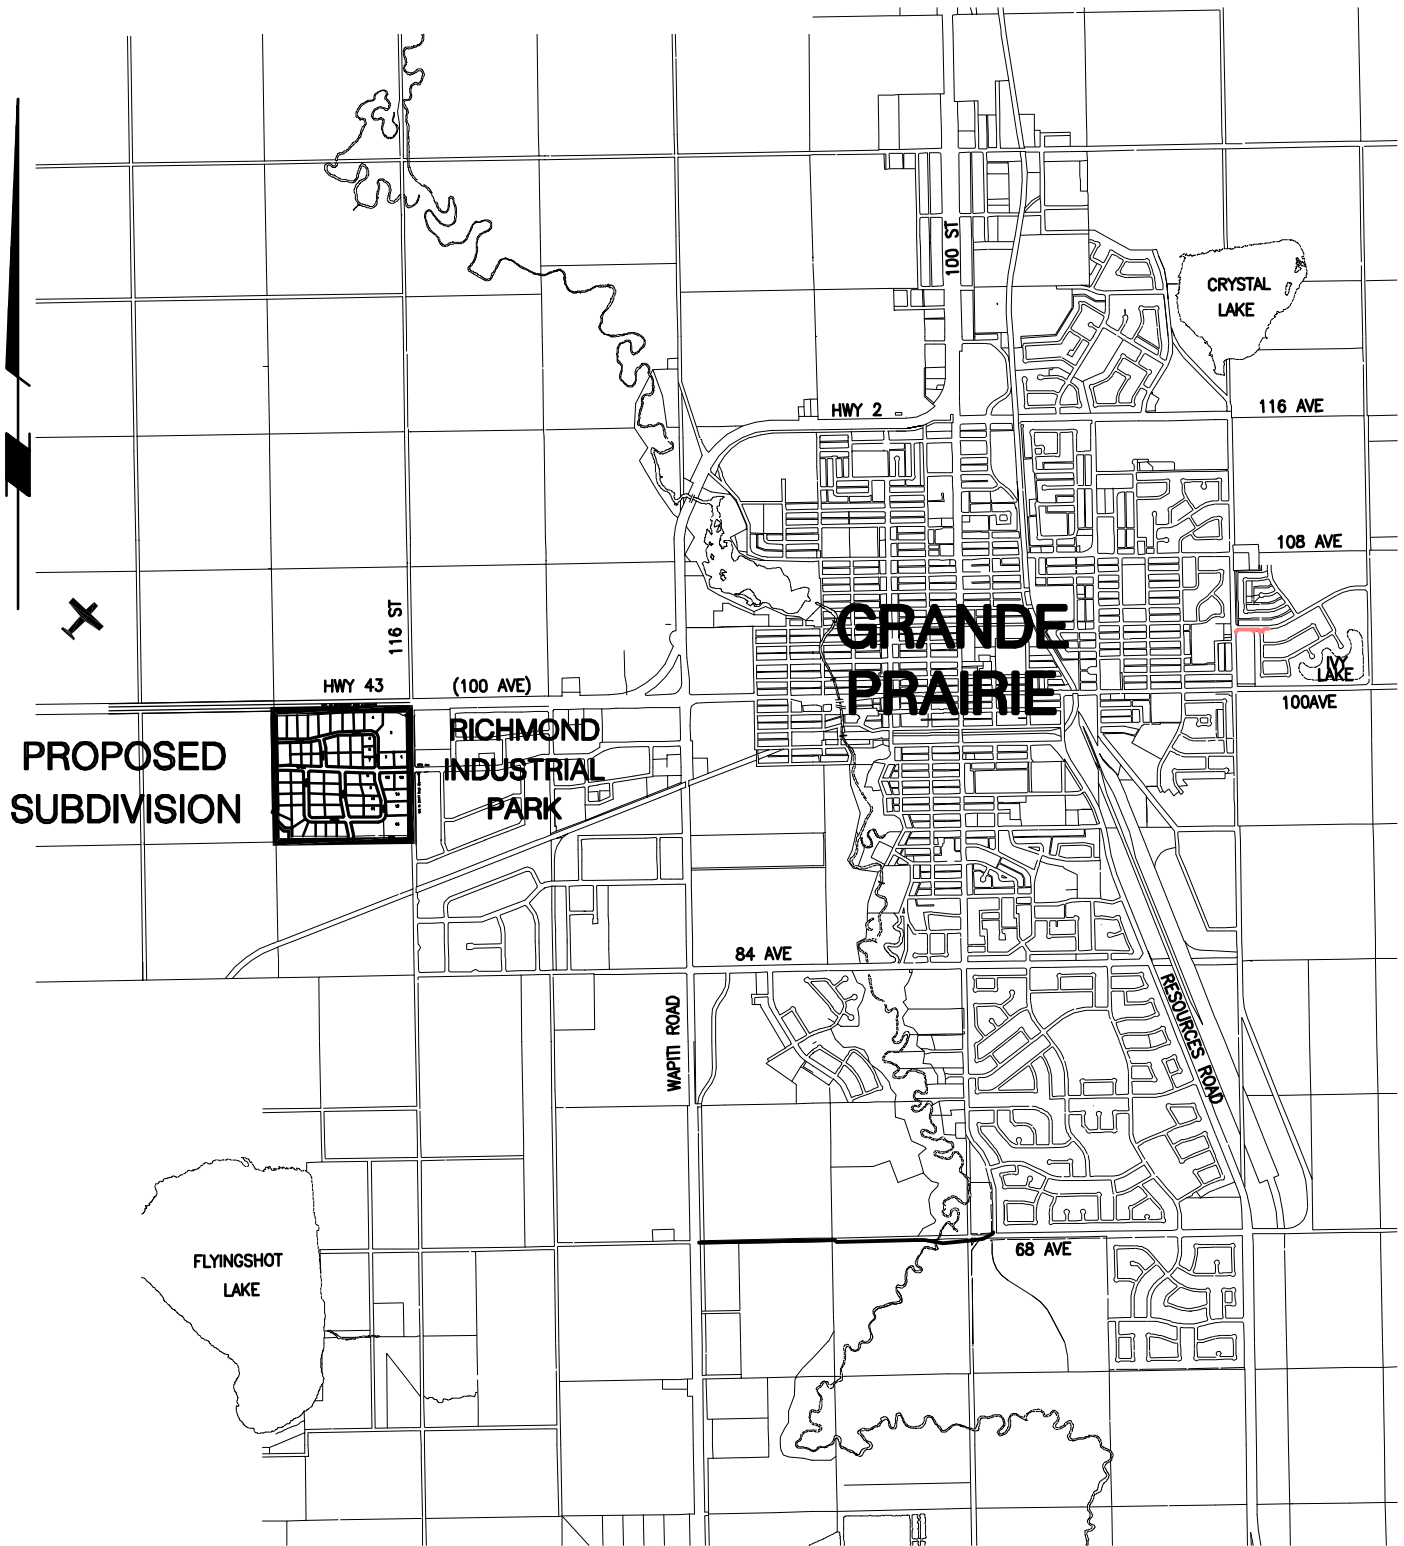 100 ST
CRYSTAL
LAKE
HWY 2
116 AVE
108 AVE
116 ST
GRANDE
PRAIRIE
IVY
LAKE
HWY 43
(100 AVE)
100AVE
RICHMOND
INDUSTRIAL
PARK
PROPOSED
SUBDIVISION
84 AVE
WAPITI ROAD
RESOURCES ROAD
68 AVE
FLYINGSHOT
LAKE